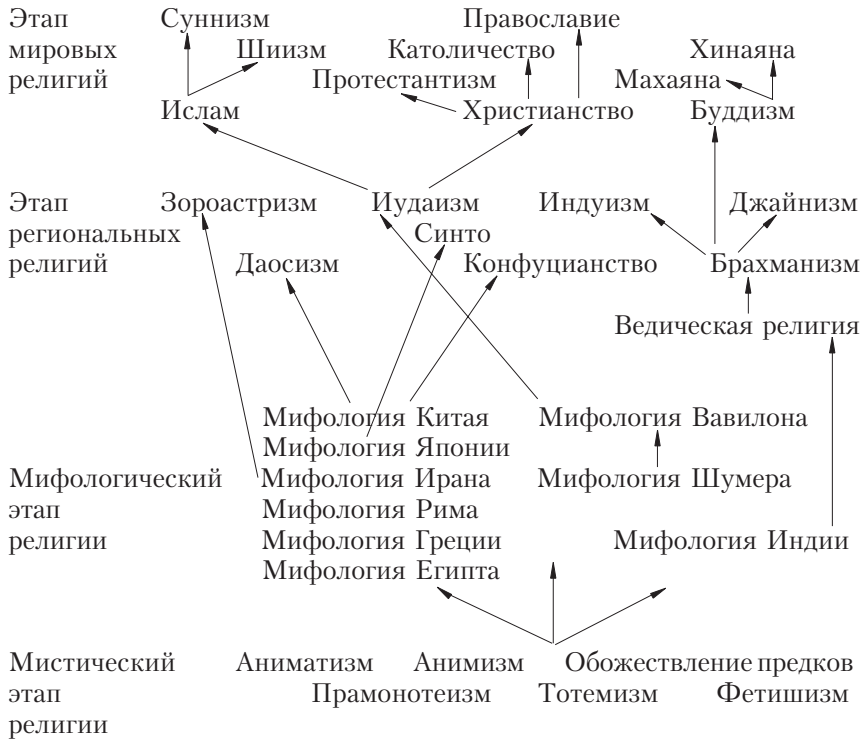 Этап Суннизм Православие
мировых Шиизм Католичество Хинаяна
религий Протестантизм Махаяна
Ислам Христианство Буддизм
Этап Зороастризм Иудаизм Индуизм Джайнизм
региональных Синто
религий Даосизм Конфуцианство Брахманизм
Ведическая религия
Мифология Китая Мифология Вавилона
Мифология Японии
Мифологический Мифология Ирана Мифология Шумера
этап Мифология Рима
религии Мифология Греции Мифология Индии
Мифология Египта
Мистический Аниматизм Анимизм Обожествление предков
этап Прамонотеизм Тотемизм Фетишизм
религии